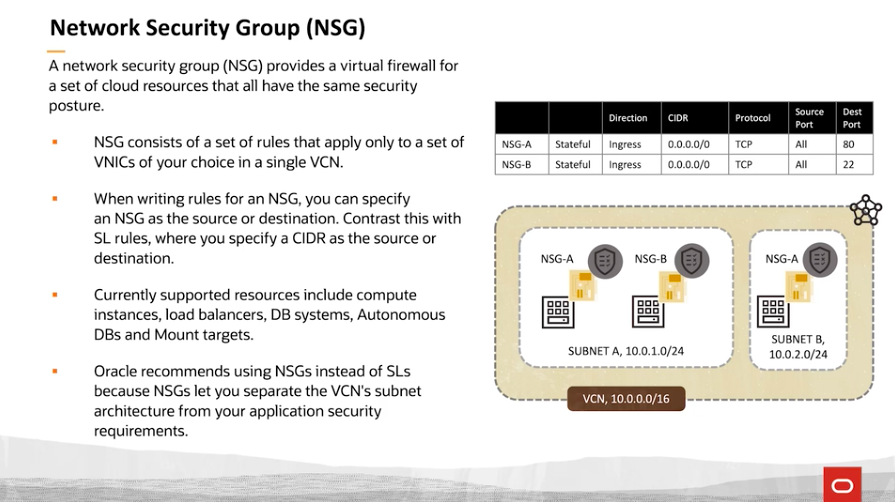 Network Security Group (NSG)
A network security group (NSG) provides a virtual firewall for
a set of cloud resources that all have the same security
posture.
▪ NSG consists of a set of rules that apply only to a set of
VNICs of your choice in a single VCN.
▪ When writing rules for an NSG, you can specify
an NSG as the source or destination. Contrast this with
SL rules, where you specify a CIDR as the source or
destination.
▪ Currently supported resources include compute
instances, load balancers, DB systems, Autonomous
DBs and Mount targets.
▪ Oracle recommends using NSGs instead of SLs
because NSGs let you separate the VCN's subnet
architecture from your application security
requirements.
Direction CIDR Protocol Source Port Dest Port
NSG-A Stateful Ingress 0.0.0.0/0 TCP All 80
NSG-B Stateful Ingress 0.0.0.0/0 TCP All 22
NSG-A NSG-B NSG-A
SUBNET A, 10.0.1.0/24
SUBNET B,
10.0.2.0/24
VCN, 10.0.0.0/16